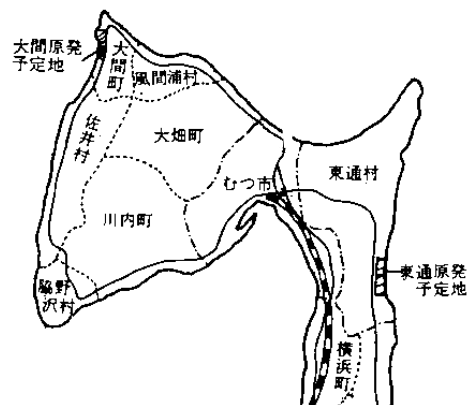 大間原発
予定地
大間町
風間浦村
佐井村
大畑町
むつ市
東通村
川内町
東通原発
予定地
脇野
沢村
横浜町